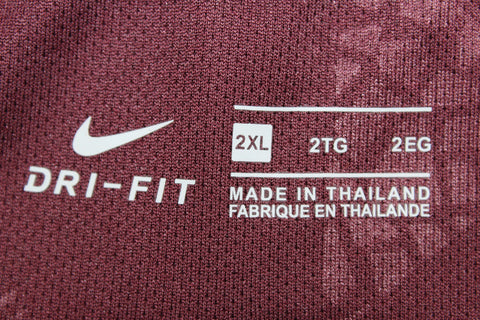 DRI-FIT
2XL 2TG 2EG
MADE IN THAILAND
FABRIQUE EN THAILANDE